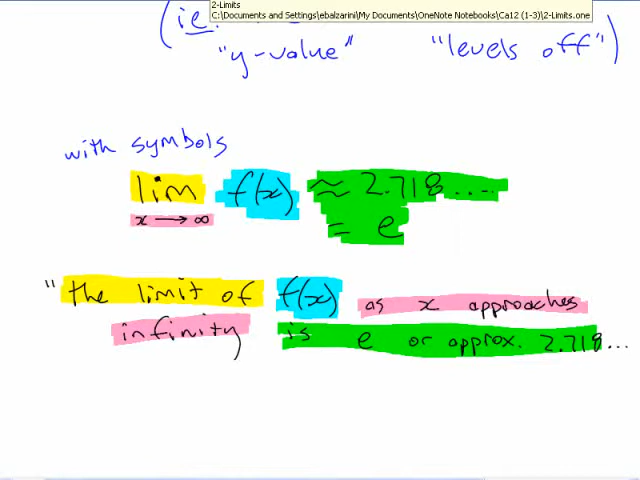 2-Limits
C:\Documents and Settings\ebalzarini\My Documents\OneNote Notebooks\Ca12 (1-3)\2-Limits.one
(ie.
"y-value" "levels off")
with symbols
lim f(x) ≈ 2.718....
x → ∞ = e
"the limit of f(x) as x approaches
infinity is e or approx. 2.718...